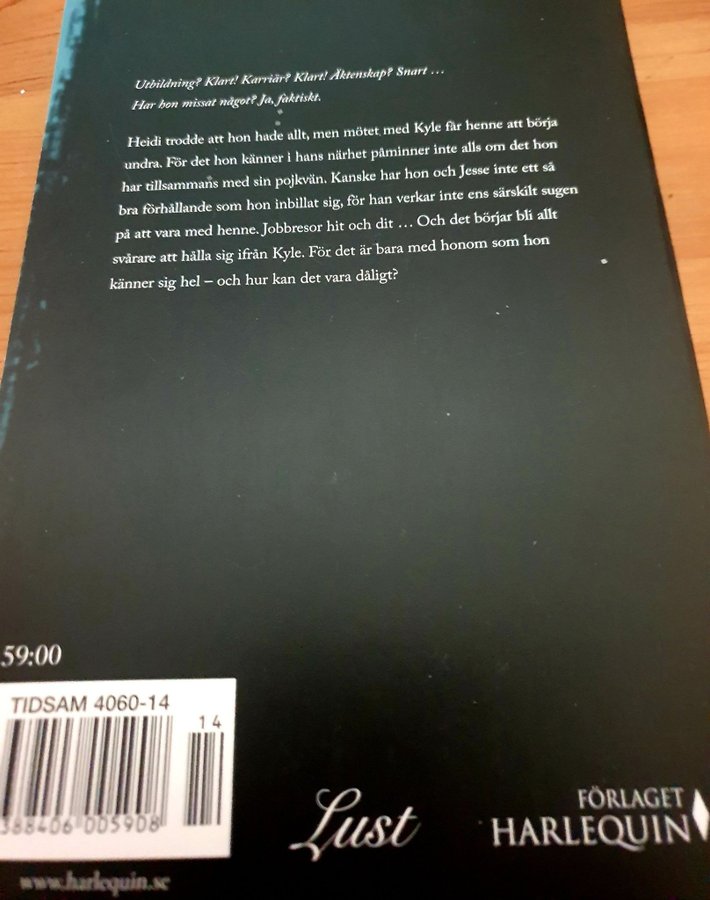 Utbildning? Klart! Karriär? Klart! Äktenskap? Snart …
Har hon missat något? Ja, faktiskt.
Heidi trodde att hon hade allt, men mötet med Kyle får henne att börja
undra. För det hon känner i hans närhet påminner inte alls om det hon
har tillsammans med sin pojkvän. Kanske har hon och Jesse inte ett så
bra förhållande som hon inbillat sig, för han verkar inte ens särskilt sugen
på att vara med henne. Jobbresor hit och dit … Och det börjar bli allt
svårare att hålla sig ifrån Kyle. För det är bara med honom som hon
känner sig hel – och hur kan det vara dåligt?
59:00
TIDSAM 4060-14
14
388406 005908
Lust
FÖRLAGET
HARLEQUIN
www.harlequin.se